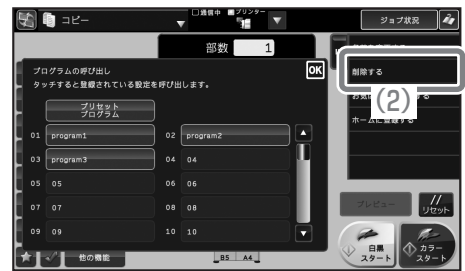 コピー
通信中 プリンター
ジョブ状況
部数 1
プログラムの呼び出し
OK
タッチすると登録されている設定を呼び出します。
削除する
(2)
プリセット
プログラム
ホームに登録する
01 program1 02 program2
03 program3 04 04
05 05 06 06
07 07 08 08
09 09 10 10
プレビュー
リセット
白黒
スタート
カラー
スタート
他の機能
B5 A4